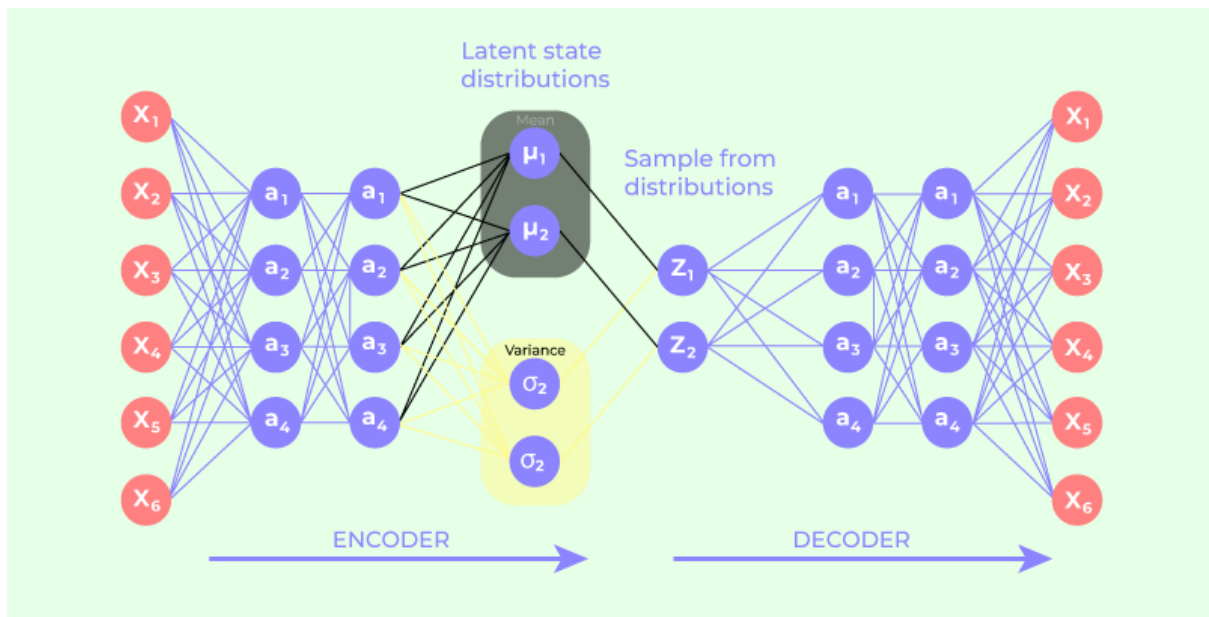 Latent state
distributions
Mean
μ₁
μ₂
Variance
σ₂
σ₂
Sample from
distributions
X₁
X₂
X₃
X₄
X₅
X₆
a₁
a₂
a₃
a₄
a₁
a₂
a₃
a₄
Z₁
Z₂
a₁
a₂
a₃
a₄
a₁
a₂
a₃
a₄
X₁
X₂
X₃
X₄
X₅
X₆
ENCODER
DECODER